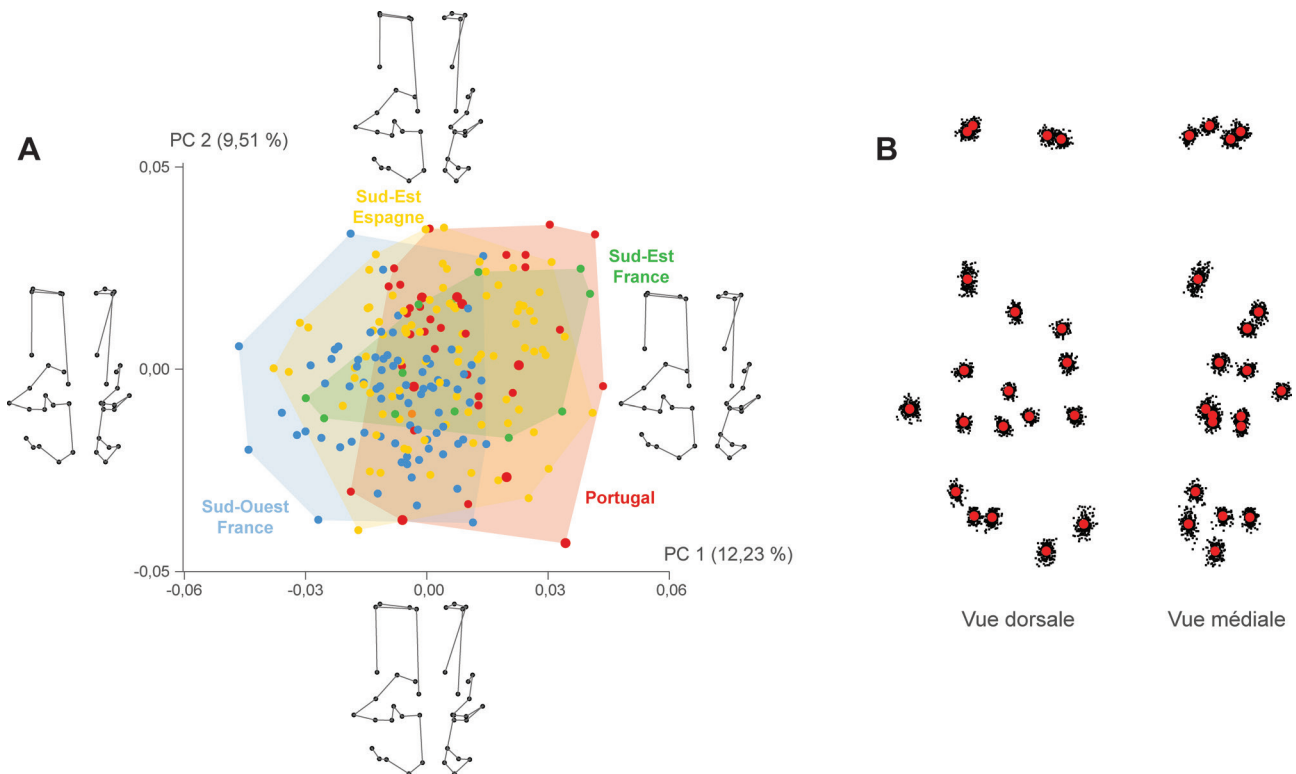 A
PC 2 (9,51 %)
0,05
Sud-Est
Espagne
Sud-Est
France
0,00
Sud-Ouest
France
Portugal
PC 1 (12,23 %)
-0,05
-0,06
-0,03
0,00
0,03
0,06
B
Vue dorsale
Vue médiale